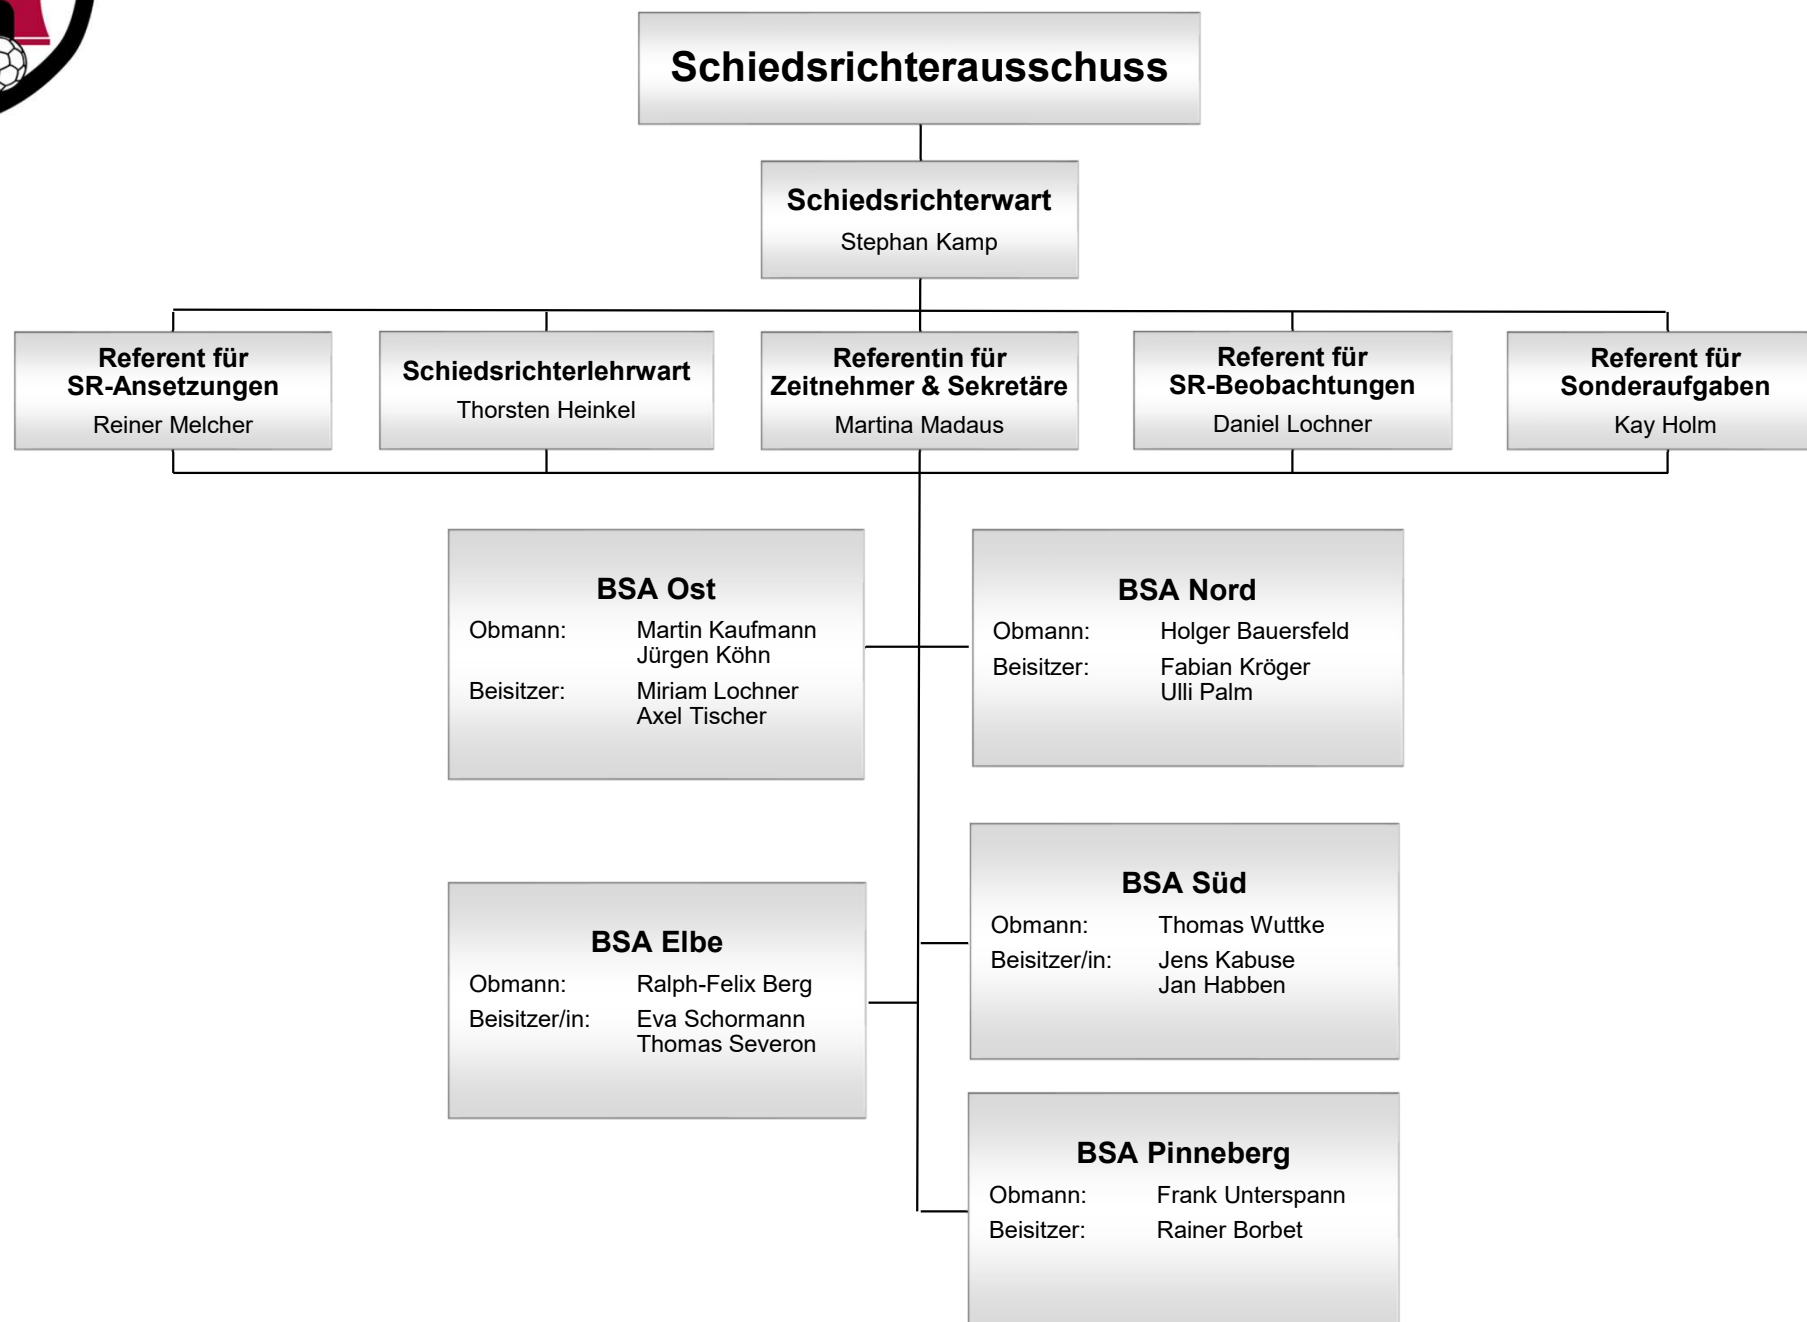 Schiedsrichterausschuss
Schiedsrichterwart
Stephan Kamp
Referent für
SR-Ansetzungen
Reiner Melcher
Schiedsrichterlehrwart
Thorsten Heinkel
Referentin für
Zeitnehmer & Sekretäre
Martina Madaus
Referent für
SR-Beobachtungen
Daniel Lochner
Referent für
Sonderaufgaben
Kay Holm
BSA Ost
Obmann: Martin Kaufmann
Jürgen Köhn
Beisitzer: Miriam Lochner
Axel Tischer
BSA Nord
Obmann: Holger Bauersfeld
Beisitzer: Fabian Kröger
Ulli Palm
BSA Süd
Obmann: Thomas Wuttke
Beisitzer/in: Jens Kabuse
Jan Habben
BSA Elbe
Obmann: Ralph-Felix Berg
Beisitzer/in: Eva Schormann
Thomas Severon
BSA Pinneberg
Obmann: Frank Unterspann
Beisitzer: Rainer Borbet